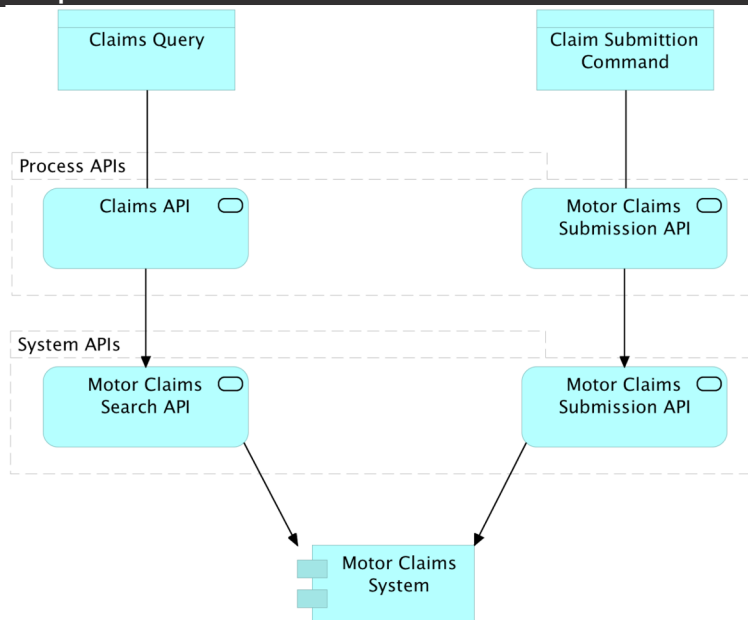 Claims Query
Claim Submittion
Command
Process APIs
Claims API
Motor Claims
Submission API
System APIs
Motor Claims
Search API
Motor Claims
Submission API
Motor Claims
System